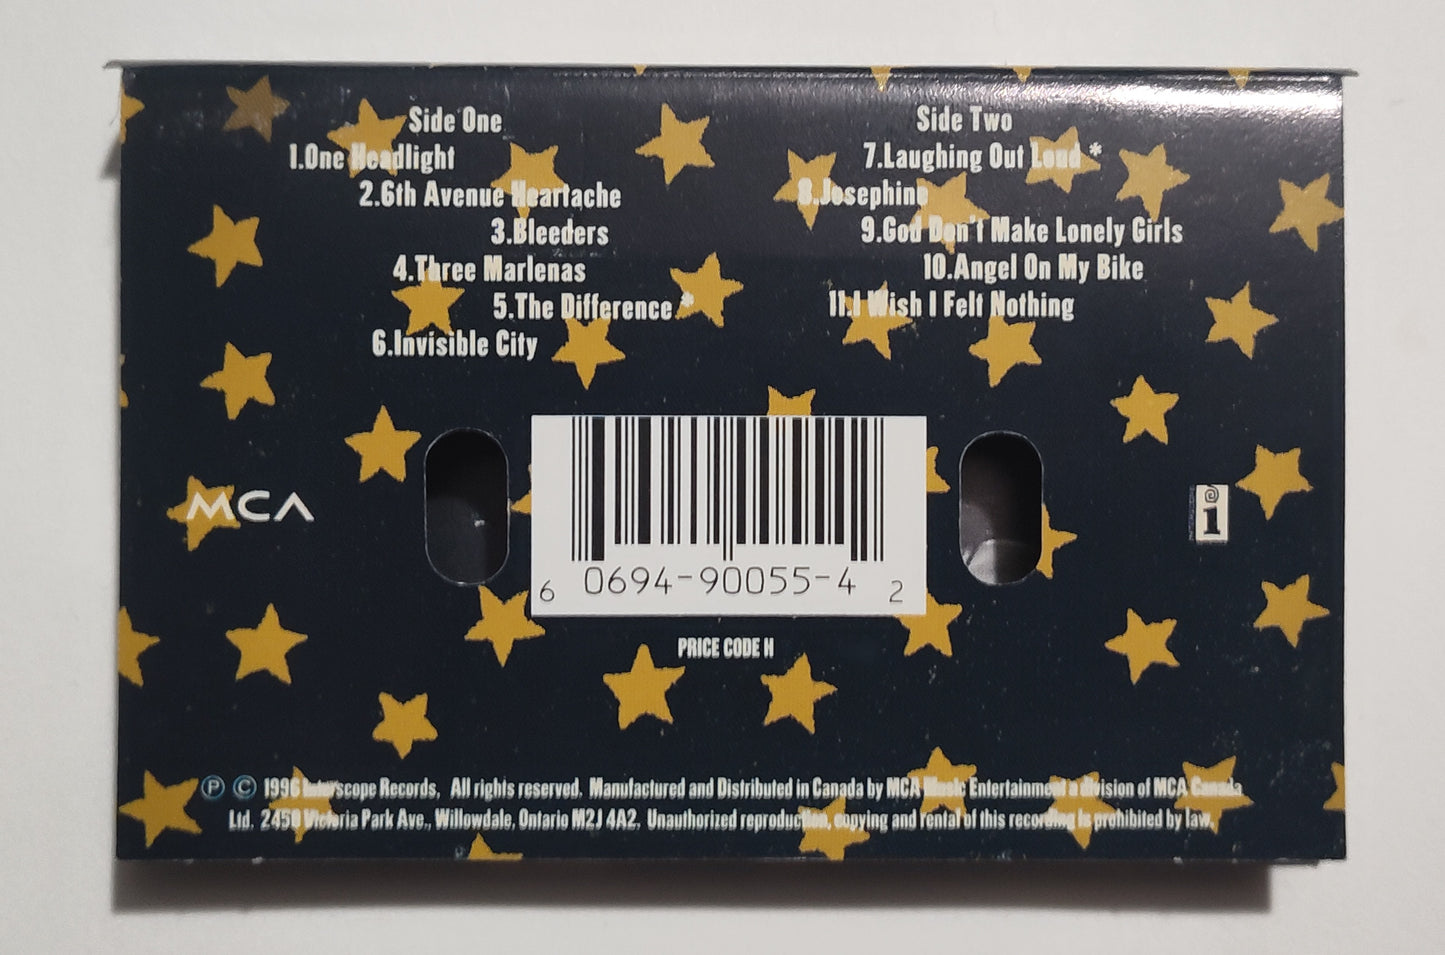 Side One
1.One Headlight
2.6th Avenue Heartache
3.Bleeders
4.Three Marlenas
5.The Difference *
6.Invisible City
Side Two
7.Laughing Out Loud *
8.Josephine
9.God Don't Make Lonely Girls
10.Angel On My Bike
11.I Wish I Felt Nothing
MCA
6 0694-90055-4 2
i
PRICE CODE H
Ⓟ © 1996 Interscope Records, All rights reserved. Manufactured and Distributed in Canada by MCA Music Entertainment a division of MCA Canada
Ltd. 2450 Victoria Park Ave., Willowdale, Ontario M2J 4A2. Unauthorized reproduction, copying and rental of this recording is prohibited by law,